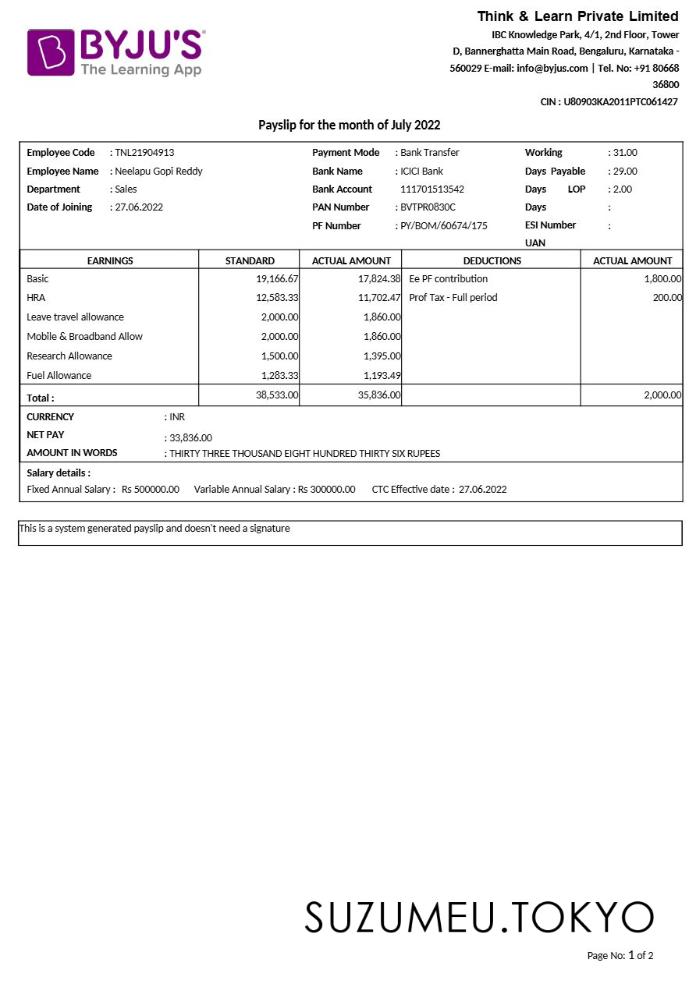 BYJU'S
The Learning App
Think & Learn Private Limited
IBC Knowledge Park, 4/1, 2nd Floor, Tower
D, Bannerghatta Main Road, Bengaluru, Karnataka -
560029 E-mail: info@byjus.com | Tel. No: +91 80668
36800
CIN : U80903KA2011PTC061427
Payslip for the month of July 2022
Employee Code : TNL21904913 Payment Mode : Bank Transfer Working : 31.00
Employee Name : Neelapu Gopi Reddy Bank Name : ICICI Bank Days Payable : 29.00
Department : Sales Bank Account 111701513542 Days LOP : 2.00
Date of Joining : 27.06.2022 PAN Number : BVTPR0830C Days :
PF Number : PY/BOM/60674/175 ESI Number :
UAN
EARNINGS STANDARD ACTUAL AMOUNT DEDUCTIONS ACTUAL AMOUNT
Basic 19,166.67 17,824.38 Ee PF contribution 1,800.00
HRA 12,583.33 11,702.47 Prof Tax - Full period 200.00
Leave travel allowance 2,000.00 1,860.00
Mobile & Broadband Allow 2,000.00 1,860.00
Research Allowance 1,500.00 1,395.00
Fuel Allowance 1,283.33 1,193.49
Total : 38,533.00 35,836.00 2,000.00
CURRENCY : INR
NET PAY : 33,836.00
AMOUNT IN WORDS : THIRTY THREE THOUSAND EIGHT HUNDRED THIRTY SIX RUPEES
Salary details :
Fixed Annual Salary : Rs 500000.00 Variable Annual Salary : Rs 300000.00 CTC Effective date : 27.06.2022
This is a system generated payslip and doesn't need a signature
SUZUMEU.TOKYO
Page No: 1 of 2